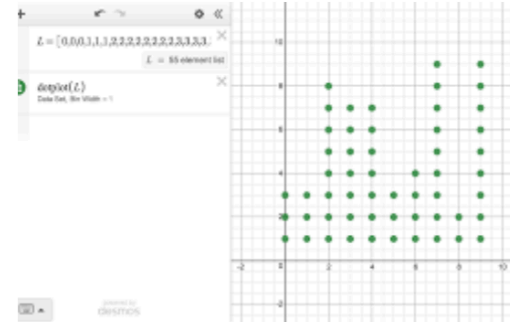 L = [0,0,0,1,1,1,2,2,2,2,2,2,2,2,3,3,3,3
L = 55 element list
dotplot(L)
Data Set, Bin Width = 1
powered by
desmos
10
8
6
4
2
-2 0 2 4 6 8 10
-2